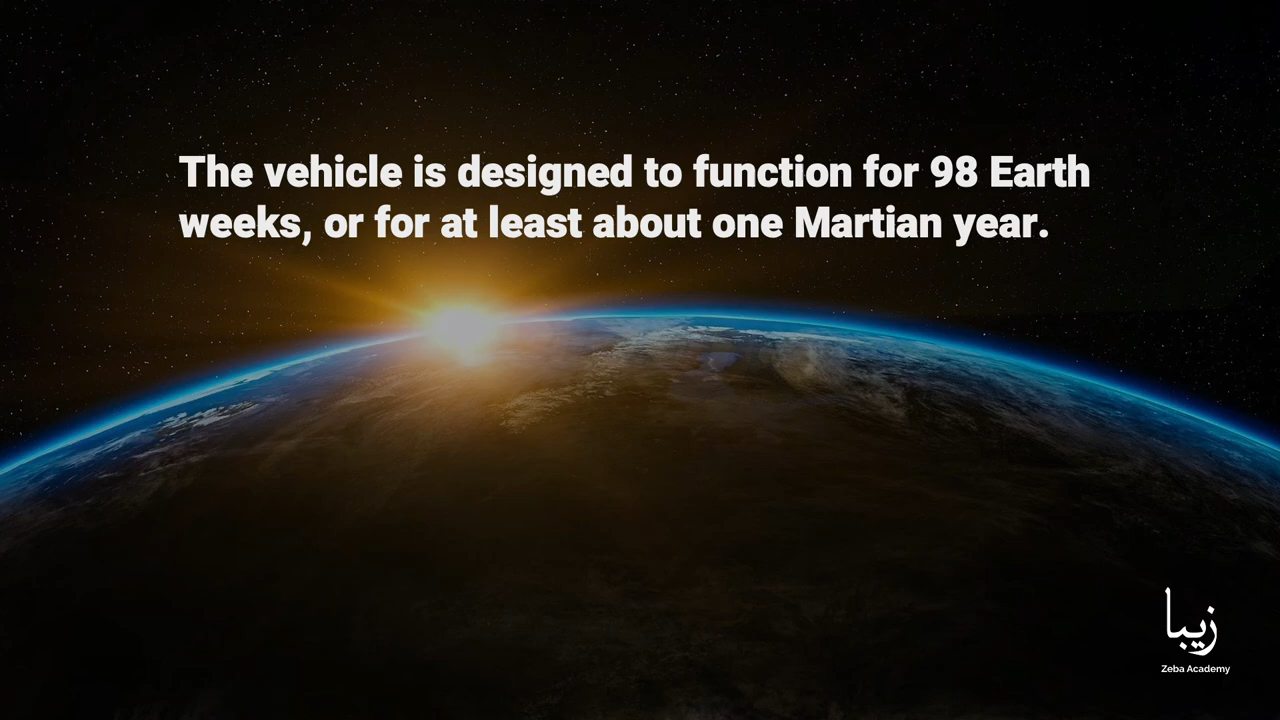 The vehicle is designed to function for 98 Earth
weeks, or for at least about one Martian year.
زیبا
Zeba Academy